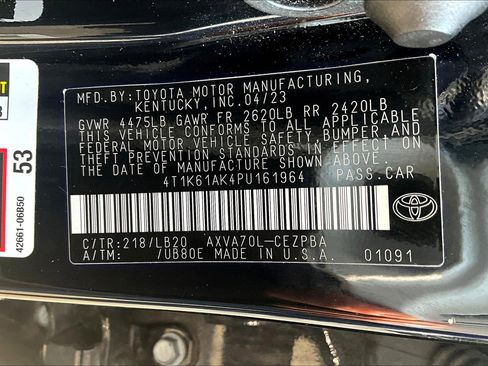 MFD.BY:TOYOTA MOTOR MANUFACTURING,
KENTUCKY,INC.04/23
GVWR 4475LB GAWR FR 2620LB RR 2420LB
THIS VEHICLE CONFORMS TO ALL APPLICABLE
FEDERAL MOTOR VEHICLE SAFETY,BUMPER,AND
THEFT PREVENTION STANDARDS IN EFFECT ON
THE DATE OF MANUFACTURE SHOWN ABOVE.
4T1K61AK4PU161964 PASS.CAR
C/TR:218/LB20 AXVA70L-CEZPBA
A/TM: /UB80E MADE IN U.S.A. 01091
53
42661-06B50